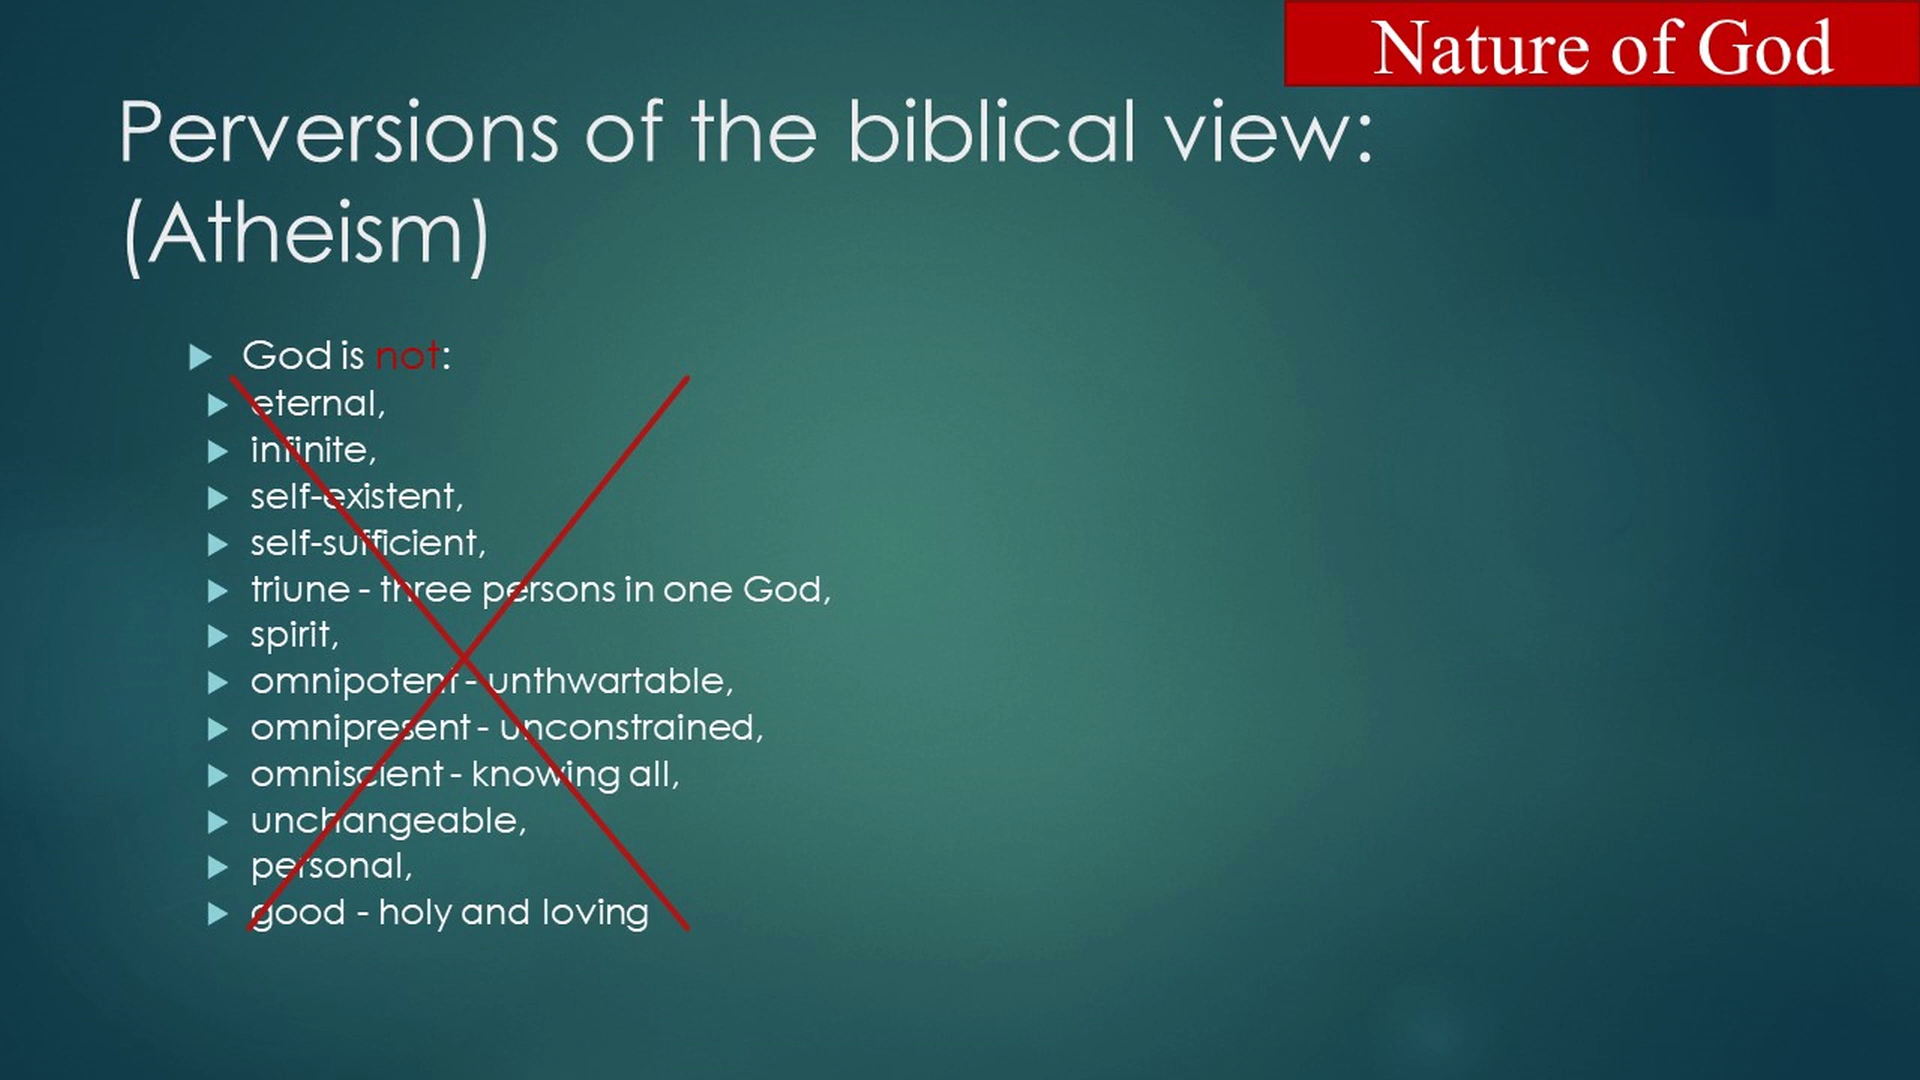 Nature of God
Perversions of the biblical view:
(Atheism)
God is not:
eternal,
infinite,
self-existent,
self-sufficient,
triune - three persons in one God,
spirit,
omnipotent - unthwartable,
omnipresent - unconstrained,
omniscient - knowing all,
unchangeable,
personal,
good - holy and loving